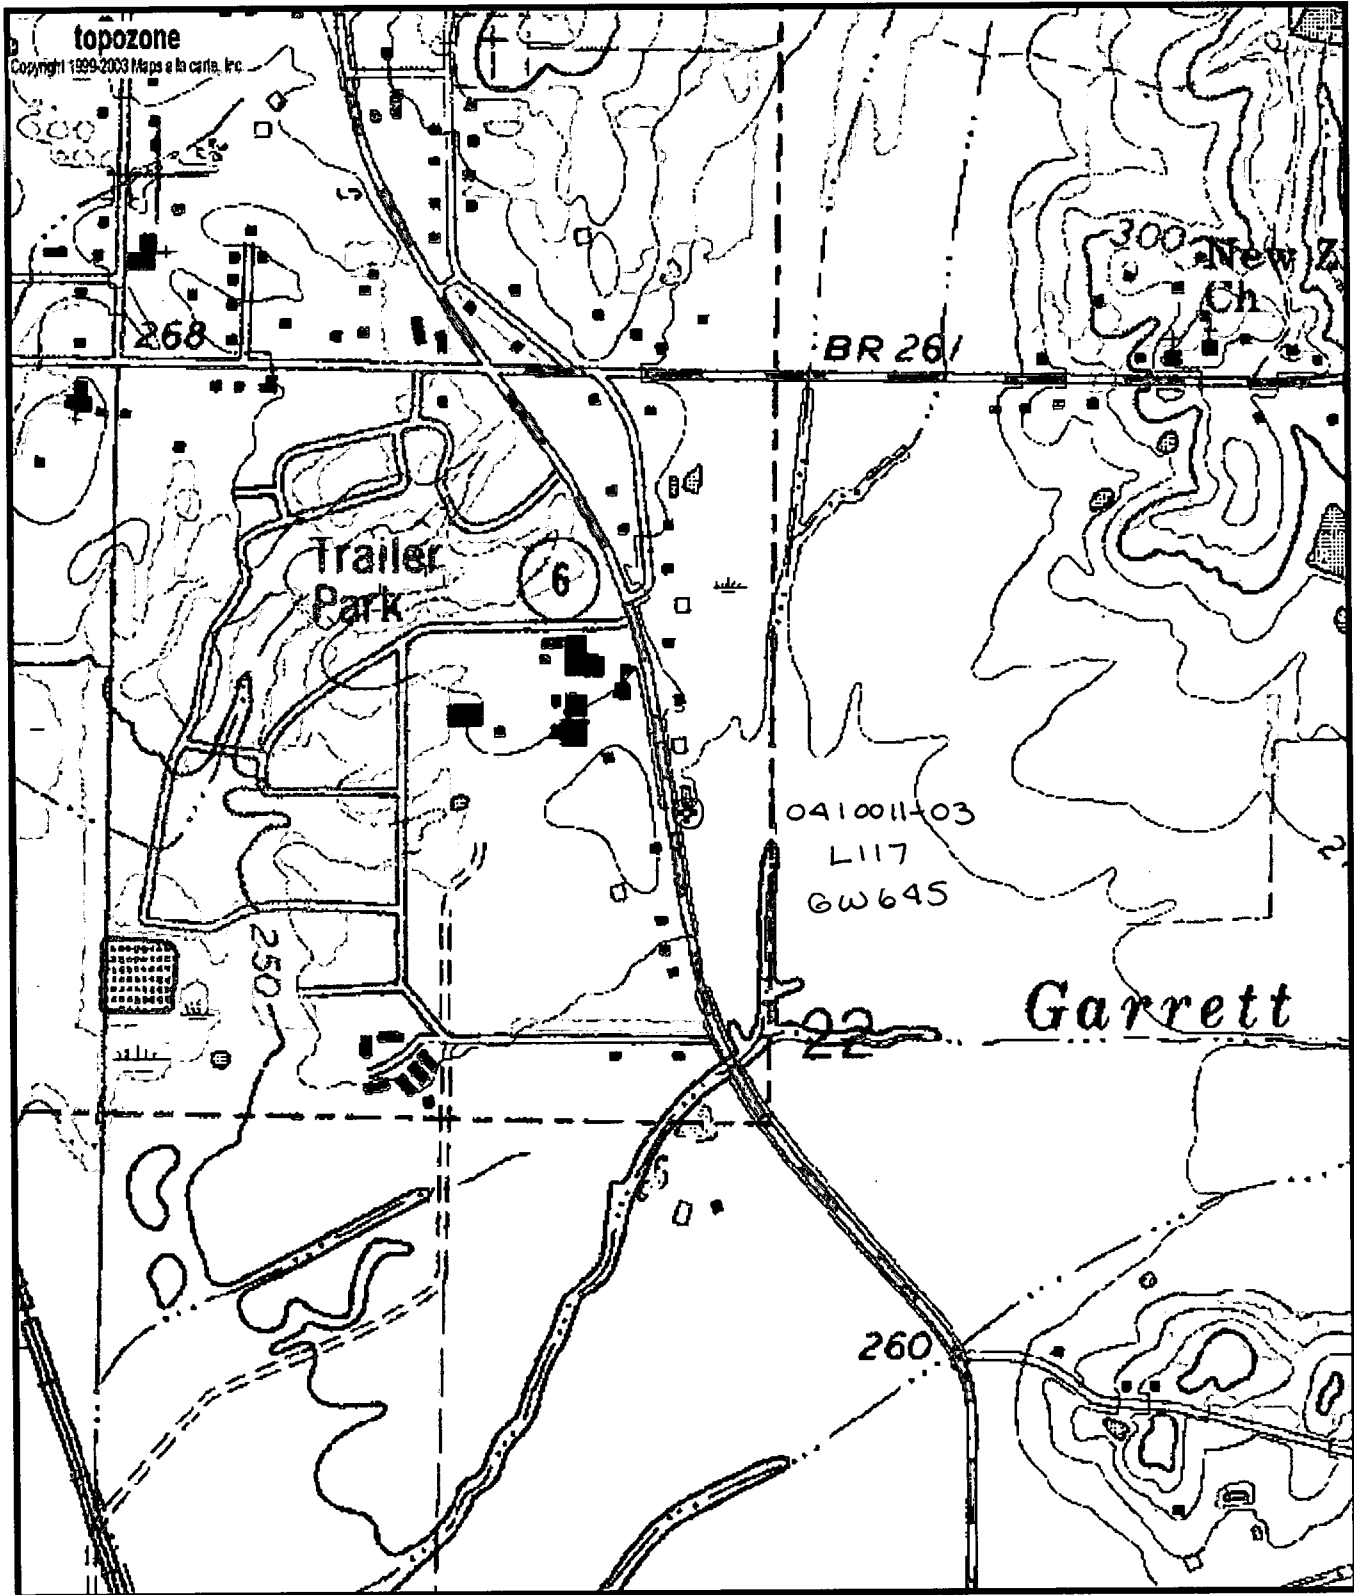 topozone
Copyright 1999-2003 Maps a la carte, Inc.
300
New Z
Ch
268
BR 261
Trailer
Park
6
0410011-03
L117
GW645
250
22
Garrett
260